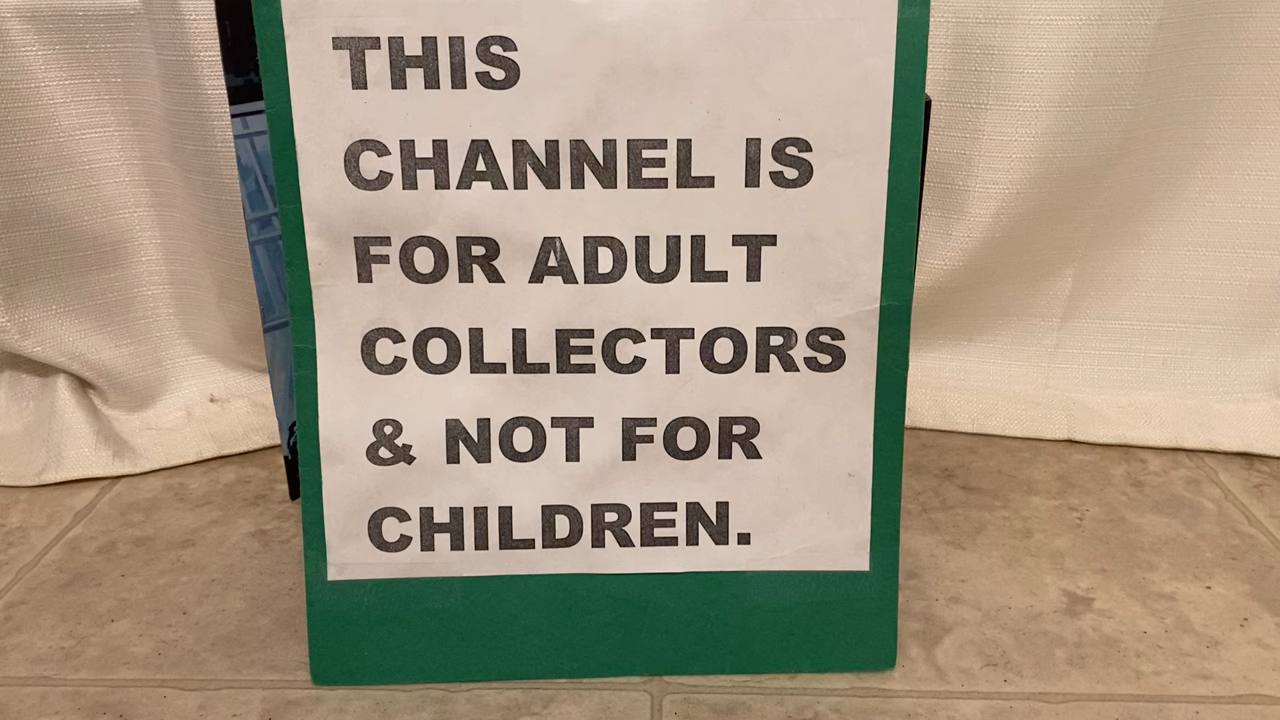 THIS
CHANNEL IS
FOR ADULT
COLLECTORS
& NOT FOR
CHILDREN.